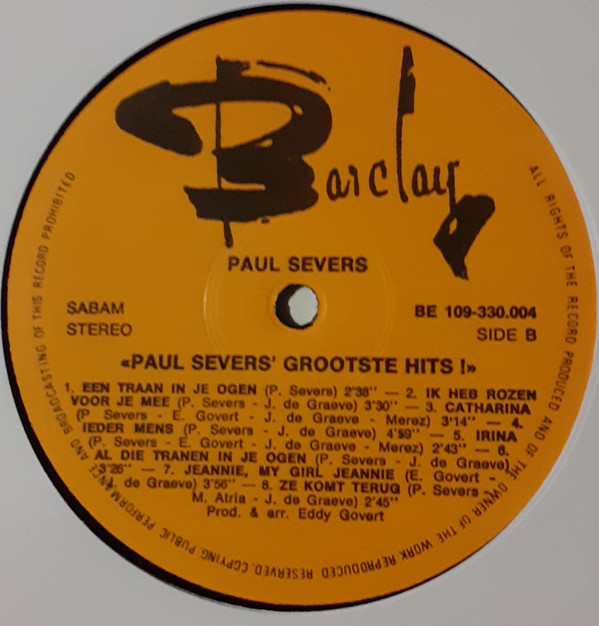 Barclay
PAUL SEVERS
SABAM
STEREO
BE 109-330.004
SIDE B
«PAUL SEVERS' GROOTSTE HITS !»
1. EEN TRAAN IN JE OGEN (P. Severs) 2'38'' — 2. IK HEB ROZEN
VOOR JE MEE (P. Severs - J. de Graeve) 3'30'' — 3. CATHARINA
(P Severs - E. Govert - J. de Graeve - Merez) 3'14'' — 4.
IEDER MENS (P. Severs - J. de Graeve) 4'59'' — 5. IRINA
(P. Severs - E. Govert - J. de Graeve - Merez) 2'43'' — 6.
AL DIE TRANEN IN JE OGEN (P. Severs - J. de Graeve)
3'26'' — 7. JEANNIE, MY GIRL JEANNIE (E. Govert -
J. de Graeve) 3'56'' — 8. ZE KOMT TERUG (P. Severs -
M. Atria - J. de Graeve) 2'45''
Prod. & arr. Eddy Govert
ALL RIGHTS OF THE RECORD PRODUCED AND OF THE OWNER OF THE WORK REPRODUCED RESERVED. COPYING, PUBLIC PERFORMANCE AND BROADCASTING OF THIS RECORD PROHIBITED